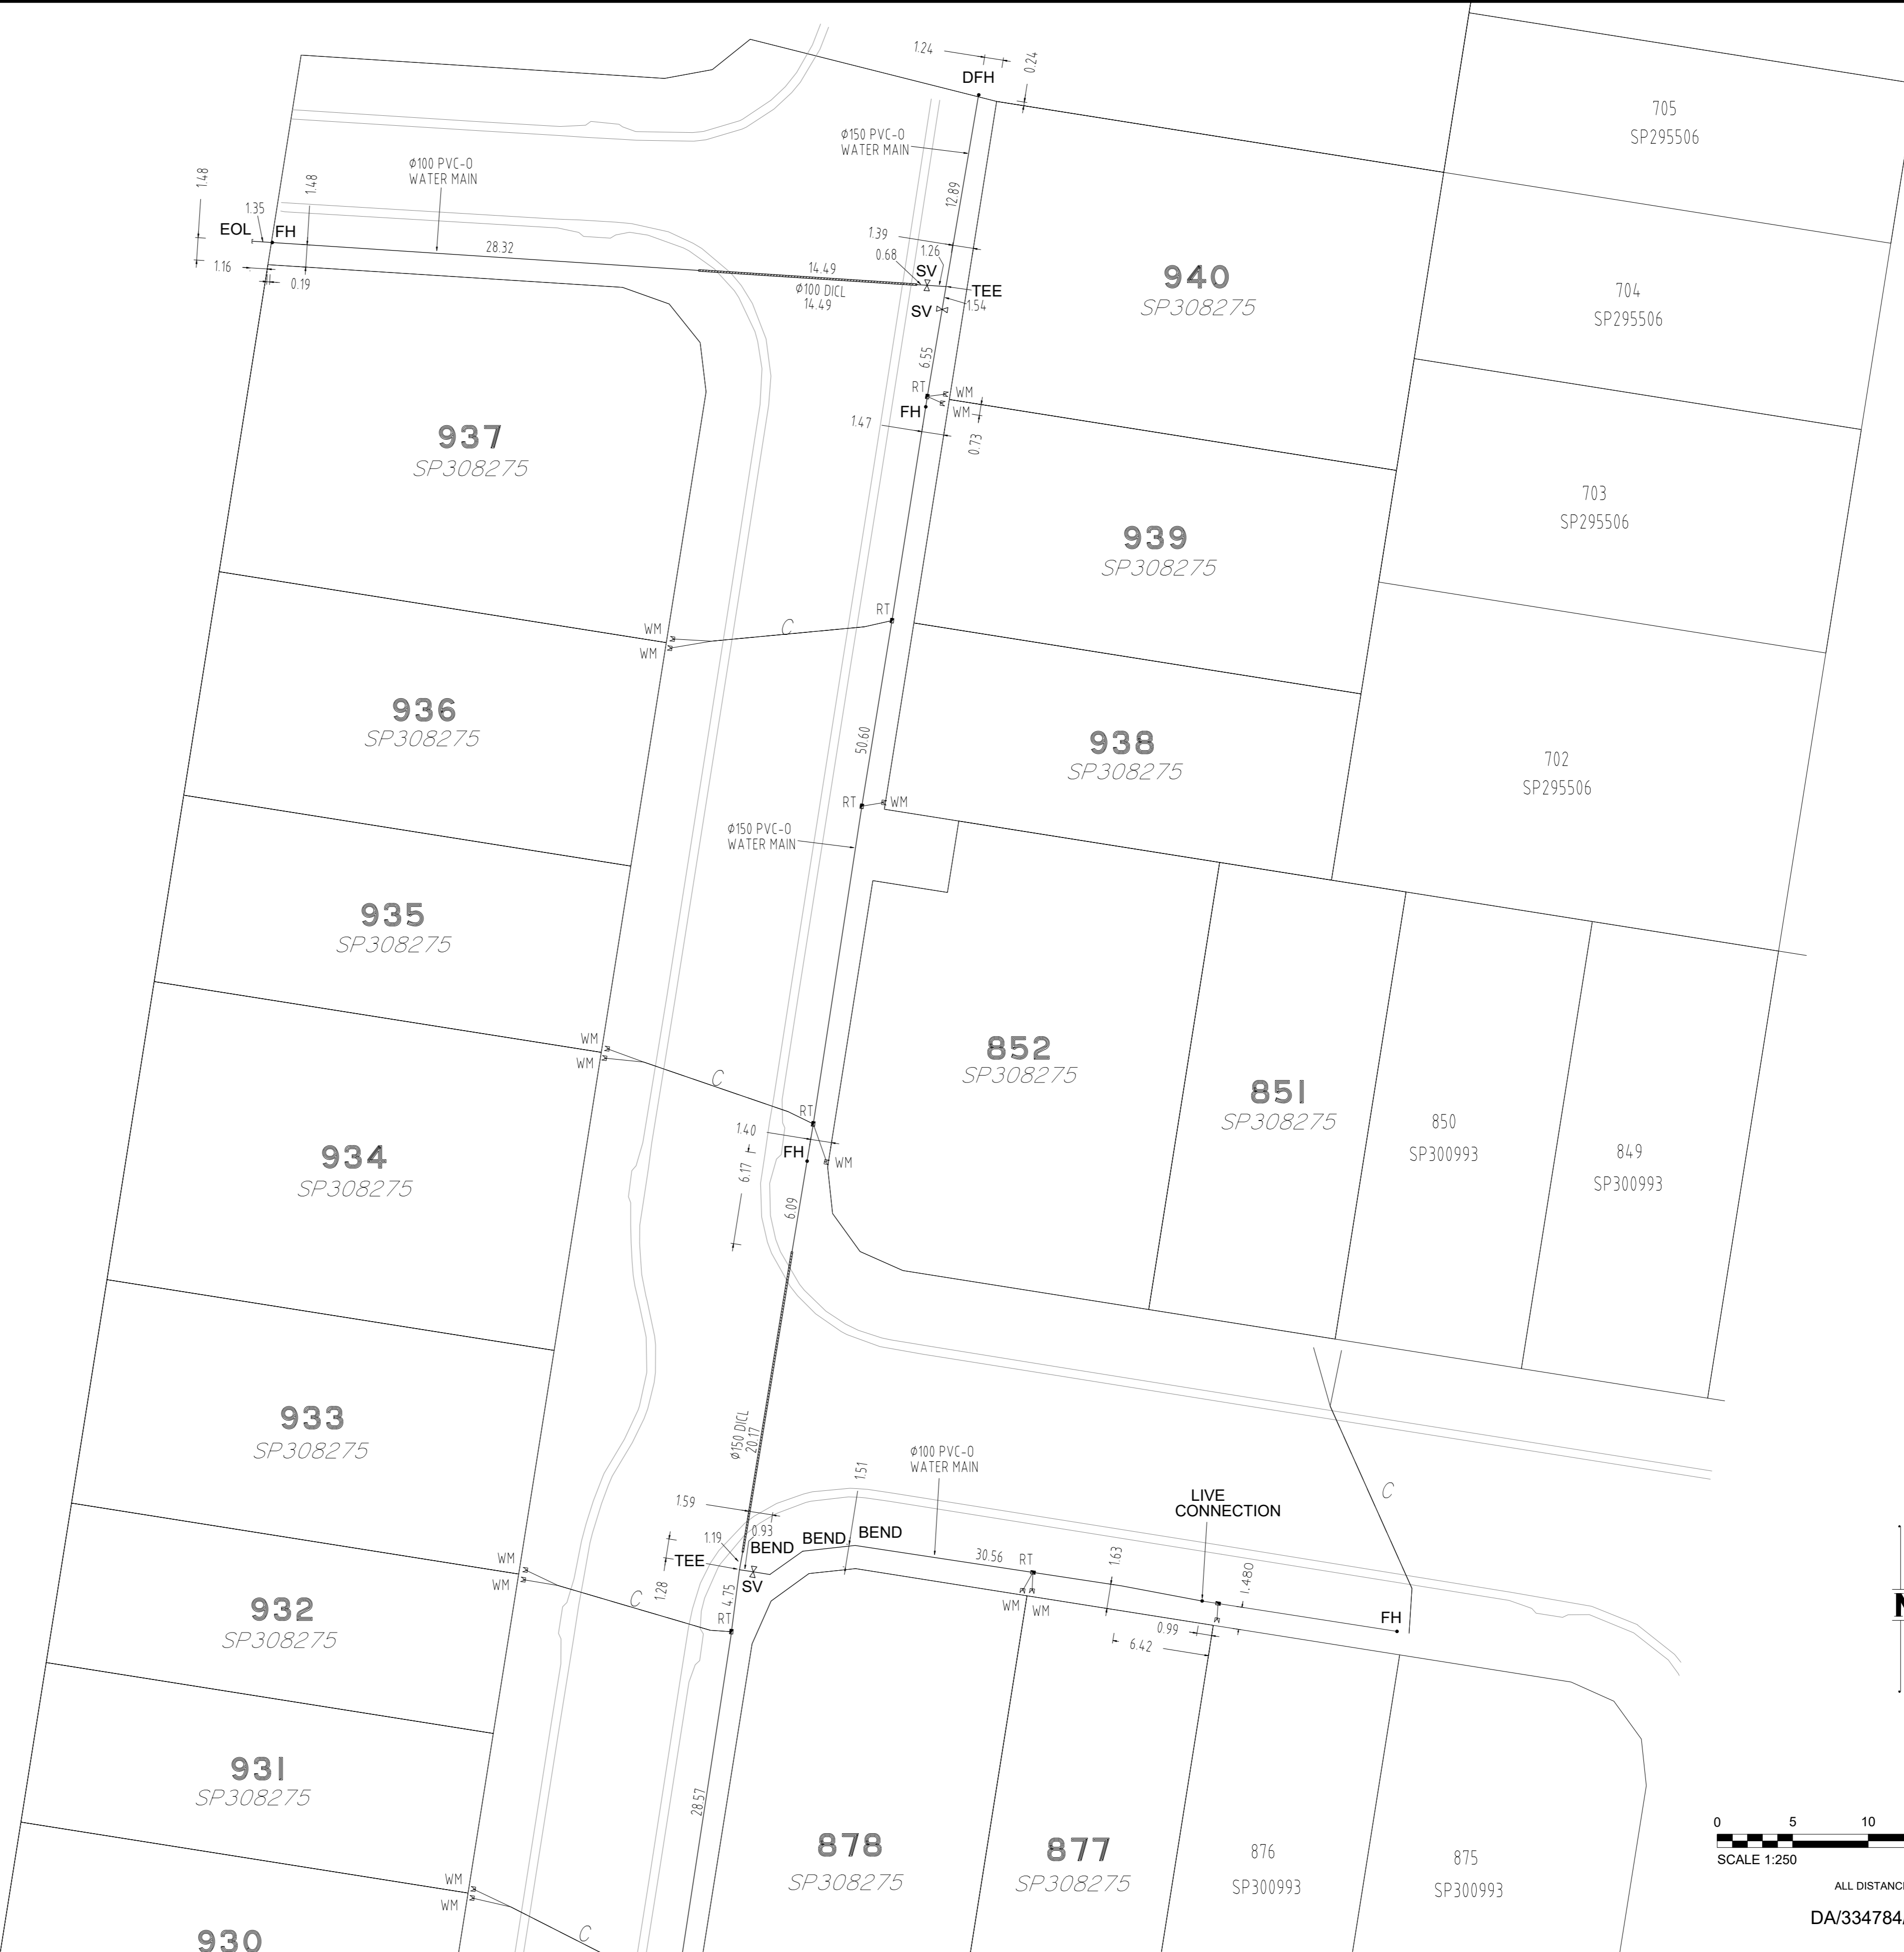 1.24
0.24
DFH
705
SP295506
Ø150 PVC-O
WATER MAIN
Ø100 PVC-O
WATER MAIN
1.48
1.48
12.89
1.35
EOL
FH
28.32
1.39
1.26
0.68
SV
1.16
0.19
14.49
Ø100 DICL
14.49
TEE
SV
1.54
940
SP308275
704
SP295506
6.55
RT
WM
FH
WM
1.47
0.73
937
SP308275
703
SP295506
939
SP308275
RT
WM
C
WM
936
SP308275
50.60
938
SP308275
702
SP295506
RT
WM
Ø150 PVC-O
WATER MAIN
935
SP308275
852
SP308275
WM
WM
C
851
SP308275
RT
850
SP300993
1.40
FH
WM
849
SP300993
6.17
934
SP308275
6.09
933
SP308275
Ø150 DICL
20.17
Ø100 PVC-O
WATER MAIN
1.51
C
LIVE
CONNECTION
1.59
0.93
1.19
BEND
BEND
BEND
30.56
RT
1.63
1.480
TEE
SV
1.28
4.75
WM
WM
C
RT
WM
WM
0.99
6.42
FH
932
SP308275
931
SP308275
28.57
878
SP308275
877
SP308275
876
SP300993
875
SP300993
0
5
10
SCALE 1:250
WM
WM
C
ALL DISTANC
DA/334784
930